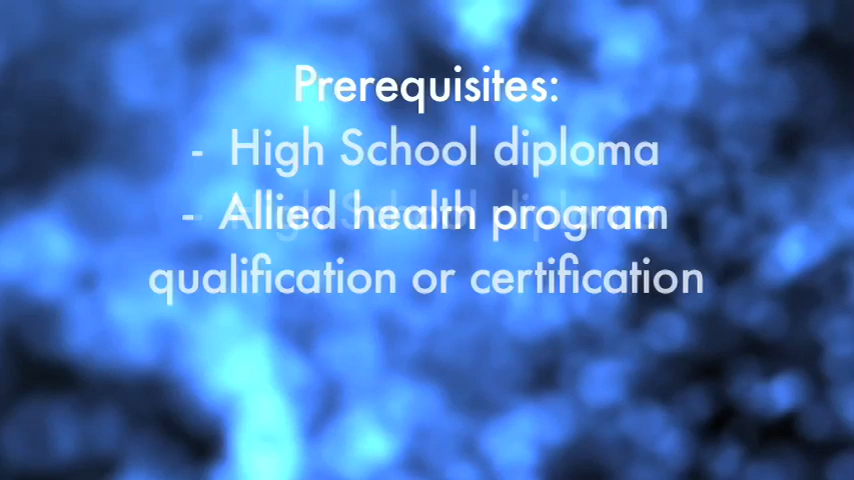 Prerequisites:
- High School diploma
- Allied health program
qualification or certification